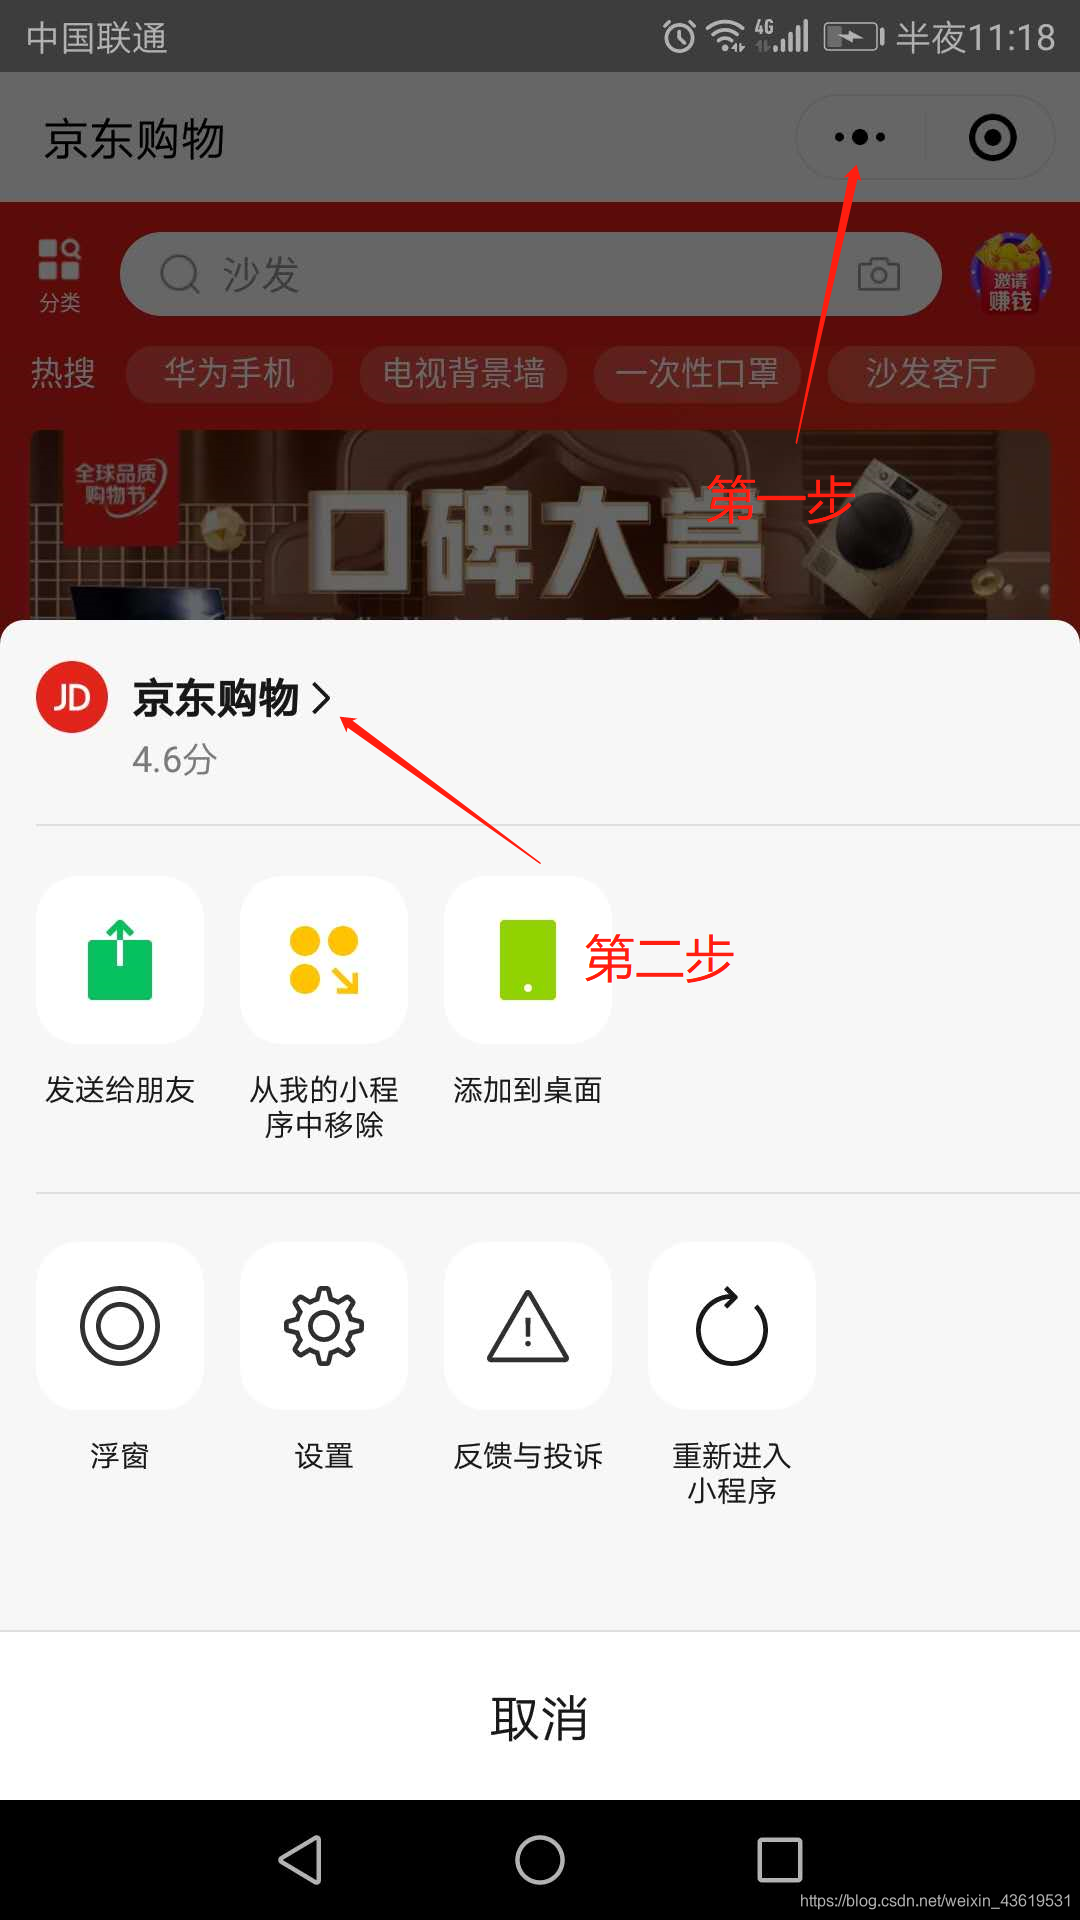 中国联通 4G 半夜11:18
京东购物
分类 沙发 邀请
赚钱
热搜 华为手机 电视背景墙 一次性口罩 沙发客厅
全球品质
购物节
口碑大赏
第一步
JD 京东购物
4.6分
第二步
发送给朋友 从我的小程 添加到桌面
序中移除
浮窗 设置 反馈与投诉 重新进入
小程序
取消
https://blog.csdn.net/weixin_43619531